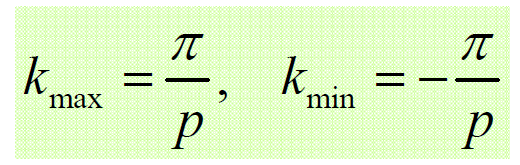 k_max = π/p, k_min = -π/p